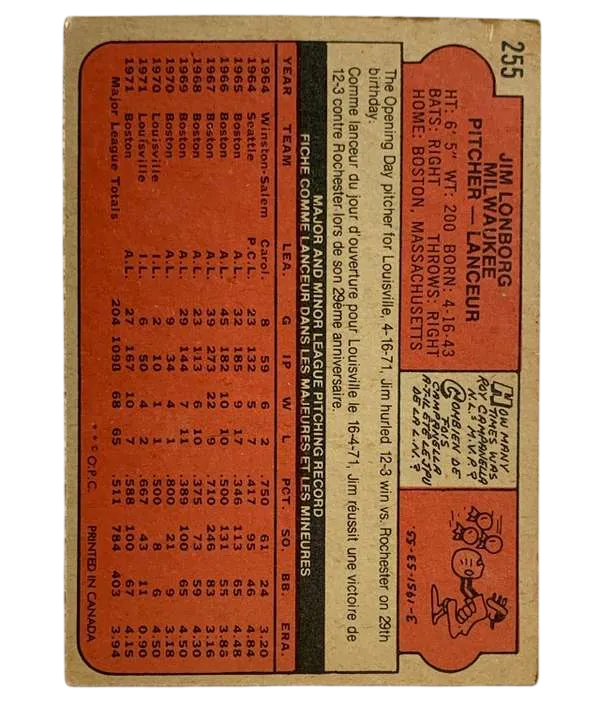 255
JIM LONBORG
MILWAUKEE
PITCHER — LANCEUR
HT: 6' 5" WT: 200 BORN: 4-16-43
BATS: RIGHT THROWS: RIGHT
HOME: BOSTON, MASSACHUSETTS
HOW MANY
TIMES WAS
ROY CAMPANELLA
N.L. M.V.P.?
COMBIEN DE
FOIS
CAMPANELLA
A-T-IL ÉTÉ LE JPU
DE LA L.N.?
3-1951-53-55.
The Opening Day pitcher for Louisville, 4-16-71, Jim hurled 12-3 win vs. Rochester on 29th
birthday.
Comme lanceur du jour d'ouverture pour Louisville le 16-4-71, Jim réussit une victoire de
12-3 contre Rochester lors de son 29ème anniversaire.
MAJOR AND MINOR LEAGUE PITCHING RECORD
FICHE COMME LANCEUR DANS LES MAJEURES ET LES MINEURES
YEAR TEAM LEA. G IP W L PCT. SO. BB. ERA.
1964 Winston-Salem Carol. 8 59 6 2 .750 61 24 3.20
1964 Seattle P.C.L. 23 132 5 7 .417 95 46 4.84
1965 Boston A.L. 32 185 9 17 .346 113 65 4.48
1966 Boston A.L. 45 182 10 10 .500 131 55 3.86
1967 Boston A.L. 39 273 22 9 .710 246 83 3.16
1968 Boston A.L. 23 113 6 10 .375 73 59
1969 Boston A.L. 29 144 7 11 .389 100 65 4.50
1970 Boston A.L. 9 34 4 1 .800 21 9 3.18
1970 Louisville I.L. 2 10 1 1 .500 8 4.50
1971 Louisville I.L. 6 50 4 2 .667 43 11 0.90
1971 Boston A.L. 27 167 10 7 .588 100 67 4.15
Major League Totals 204 1098 68 65 .511 784 403 3.94
* * © O.P.C. PRINTED IN CANADA